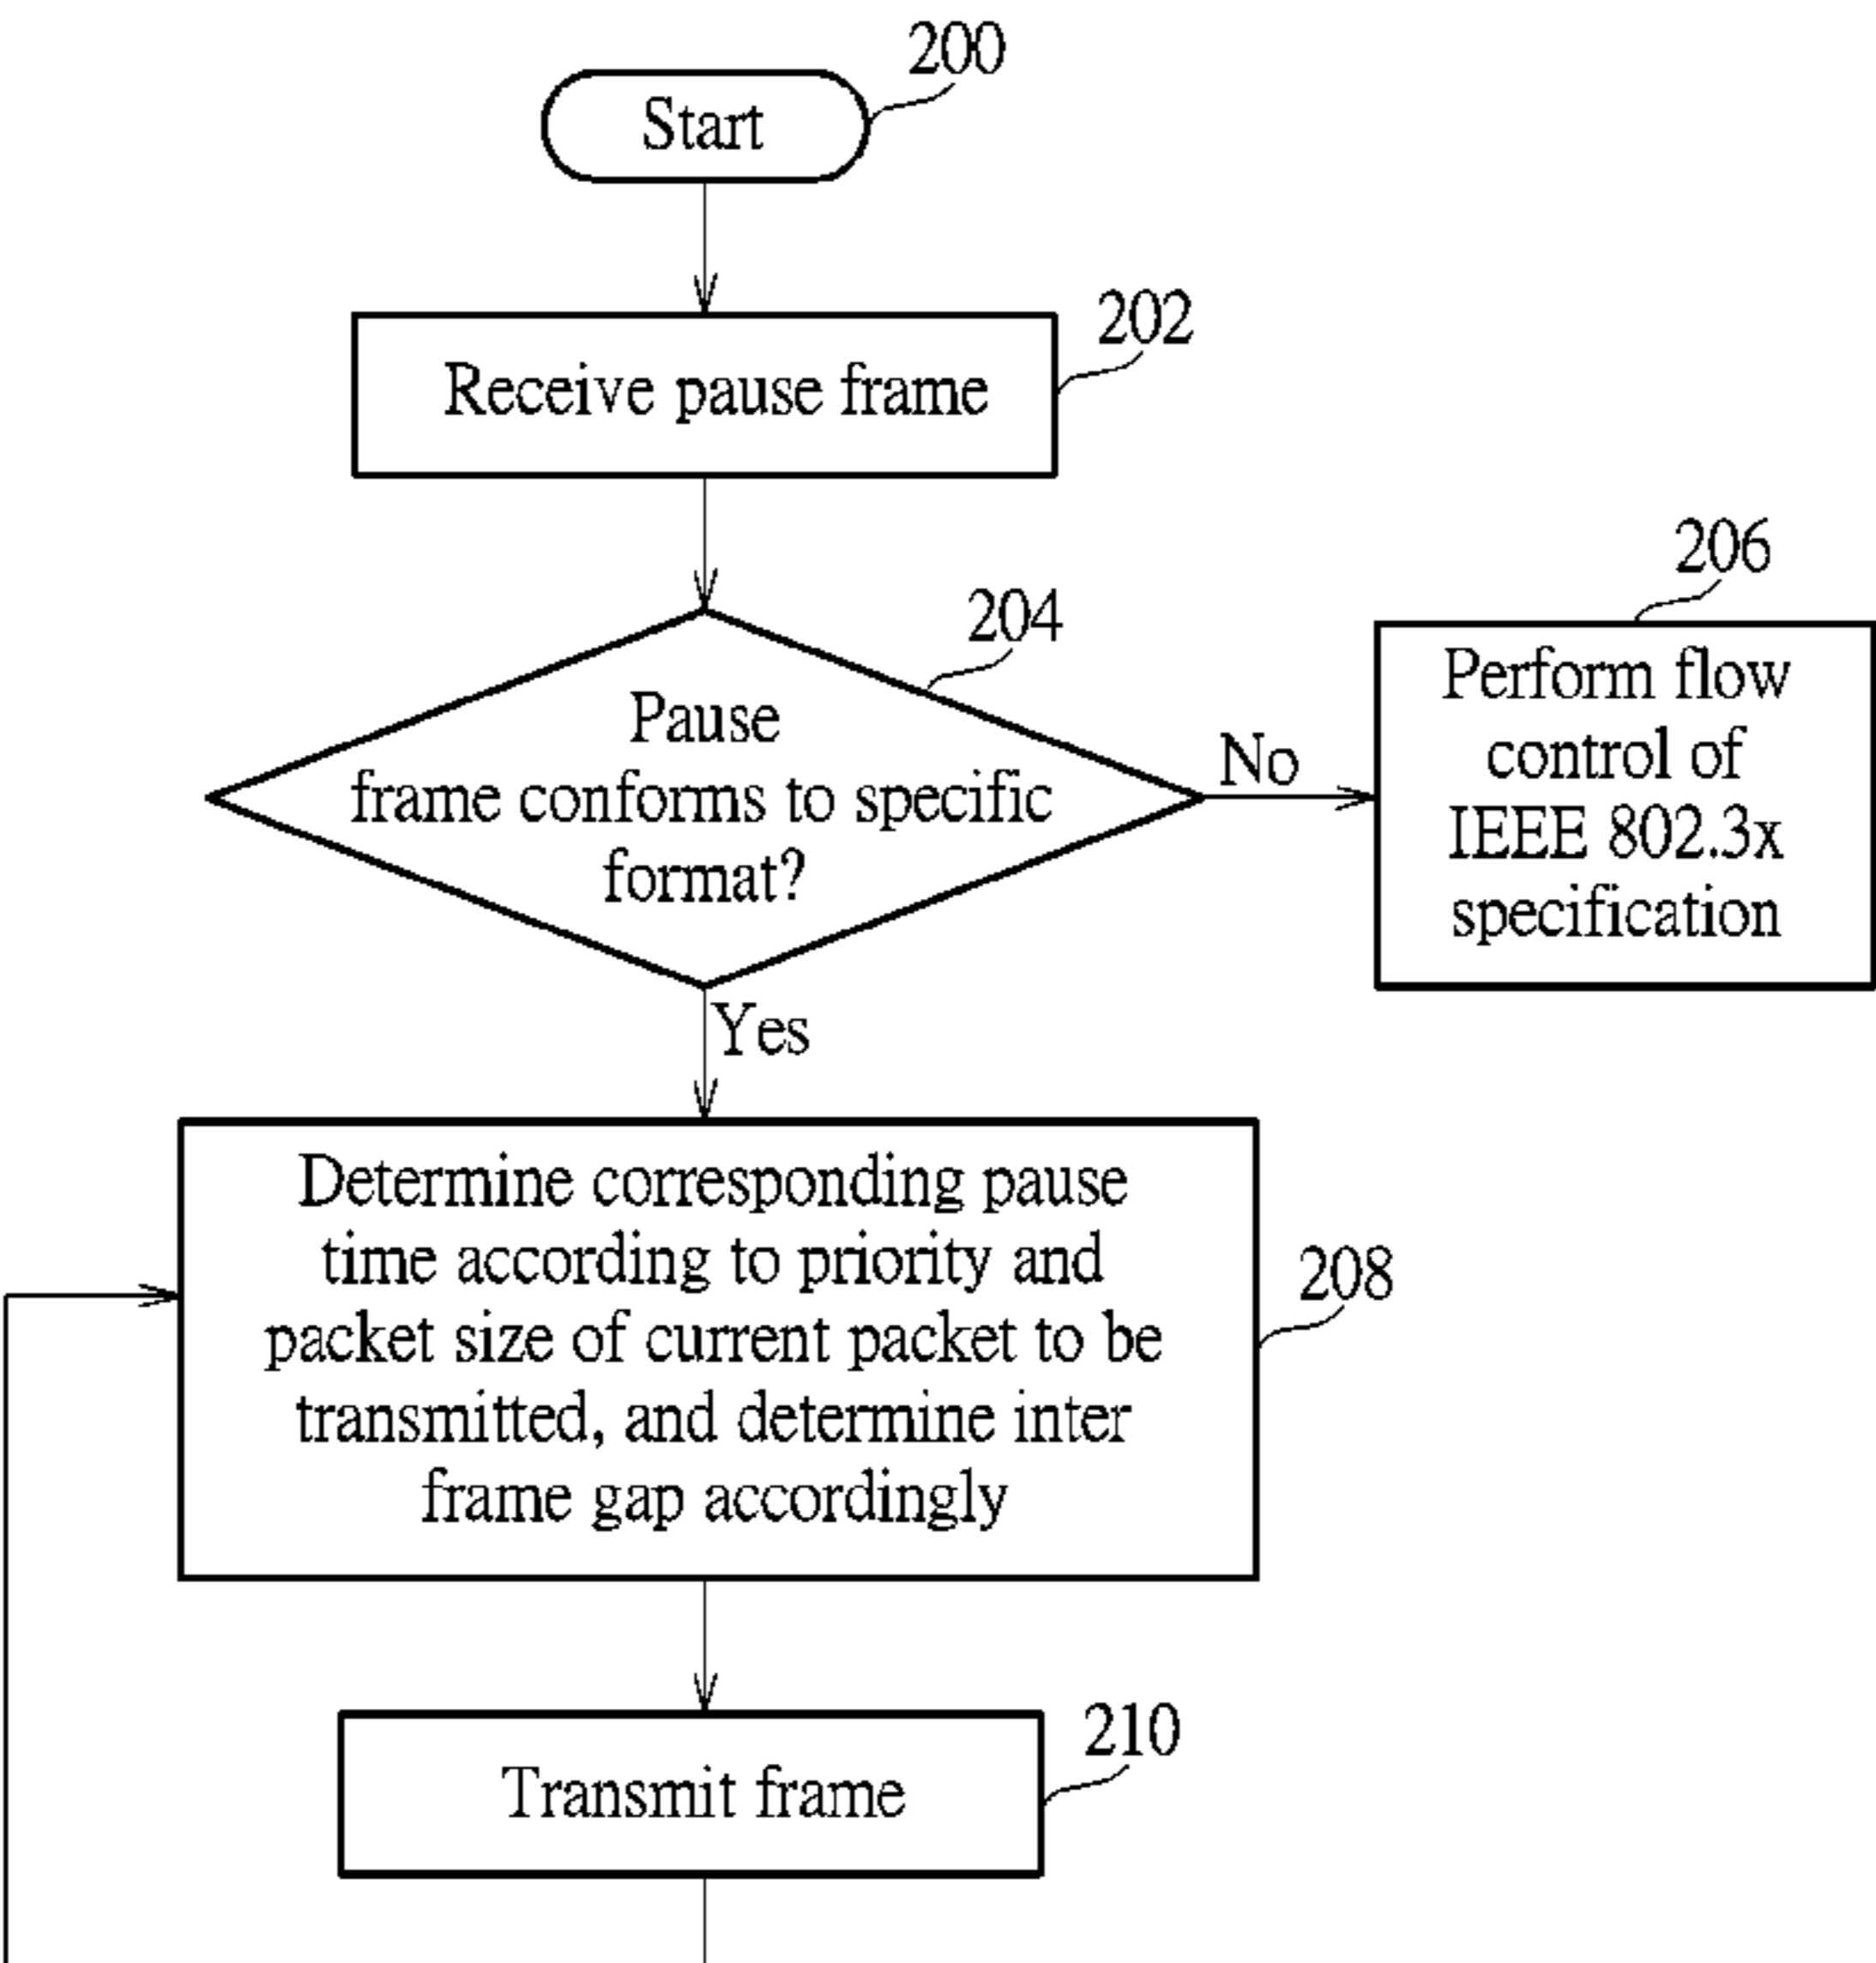 200
Start
202
Receive pause frame
204
206
Pause
frame conforms to specific
format?
No
Perform flow
control of
IEEE 802.3x
specification
Yes
Determine corresponding pause
time according to priority and
packet size of current packet to be
transmitted, and determine inter
frame gap accordingly
208
210
Transmit frame